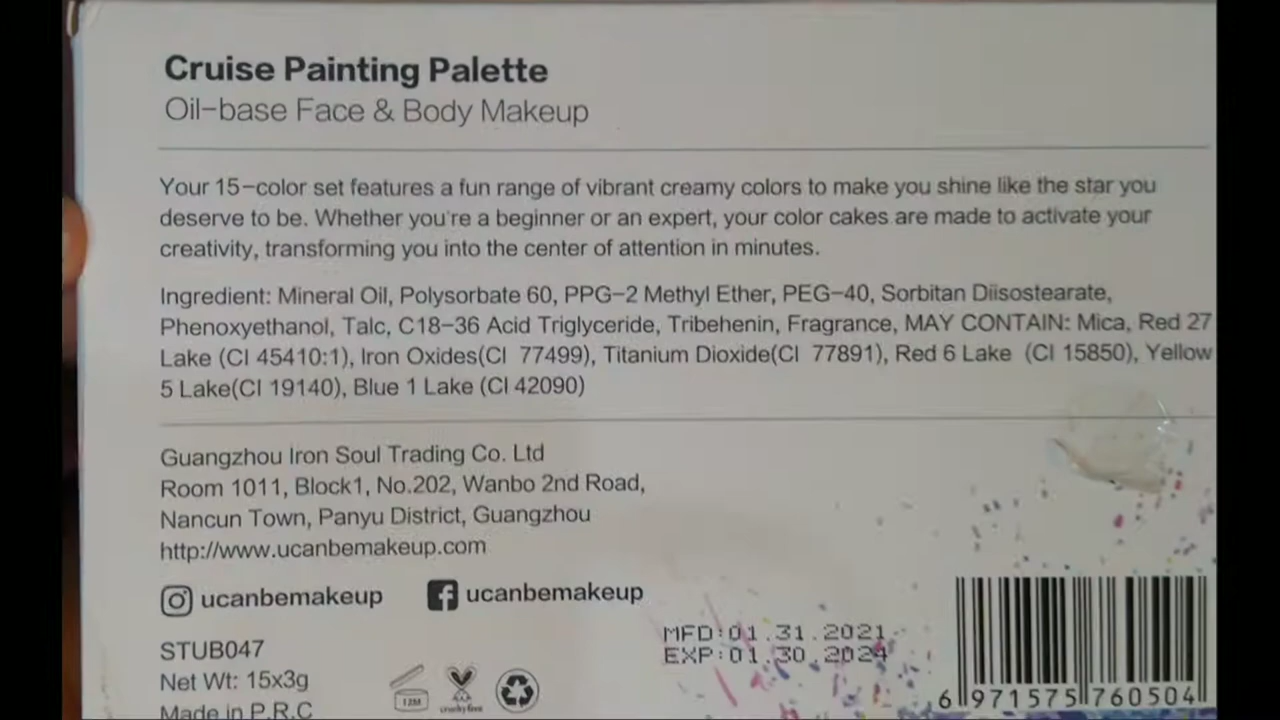 Cruise Painting Palette
Oil-base Face & Body Makeup
Your 15-color set features a fun range of vibrant creamy colors to make you shine like the star you
deserve to be. Whether you're a beginner or an expert, your color cakes are made to activate your
creativity, transforming you into the center of attention in minutes.
Ingredient: Mineral Oil, Polysorbate 60, PPG-2 Methyl Ether, PEG-40, Sorbitan Diisostearate,
Phenoxyethanol, Talc, C18-36 Acid Triglyceride, Tribehenin, Fragrance, MAY CONTAIN: Mica, Red 27
Lake (CI 45410:1), Iron Oxides(CI 77499), Titanium Dioxide(CI 77891), Red 6 Lake (CI 15850), Yellow
5 Lake(CI 19140), Blue 1 Lake (CI 42090)
Guangzhou Iron Soul Trading Co. Ltd
Room 1011, Block1, No.202, Wanbo 2nd Road,
Nancun Town, Panyu District, Guangzhou
http://www.ucanbemakeup.com
ucanbemakeup ucanbemakeup
MFD:01.31.2021
EXP:01.30.2024
STUB047
Net Wt: 15x3g
Made in P.R.C
12M cruelty free
6 971575 760504